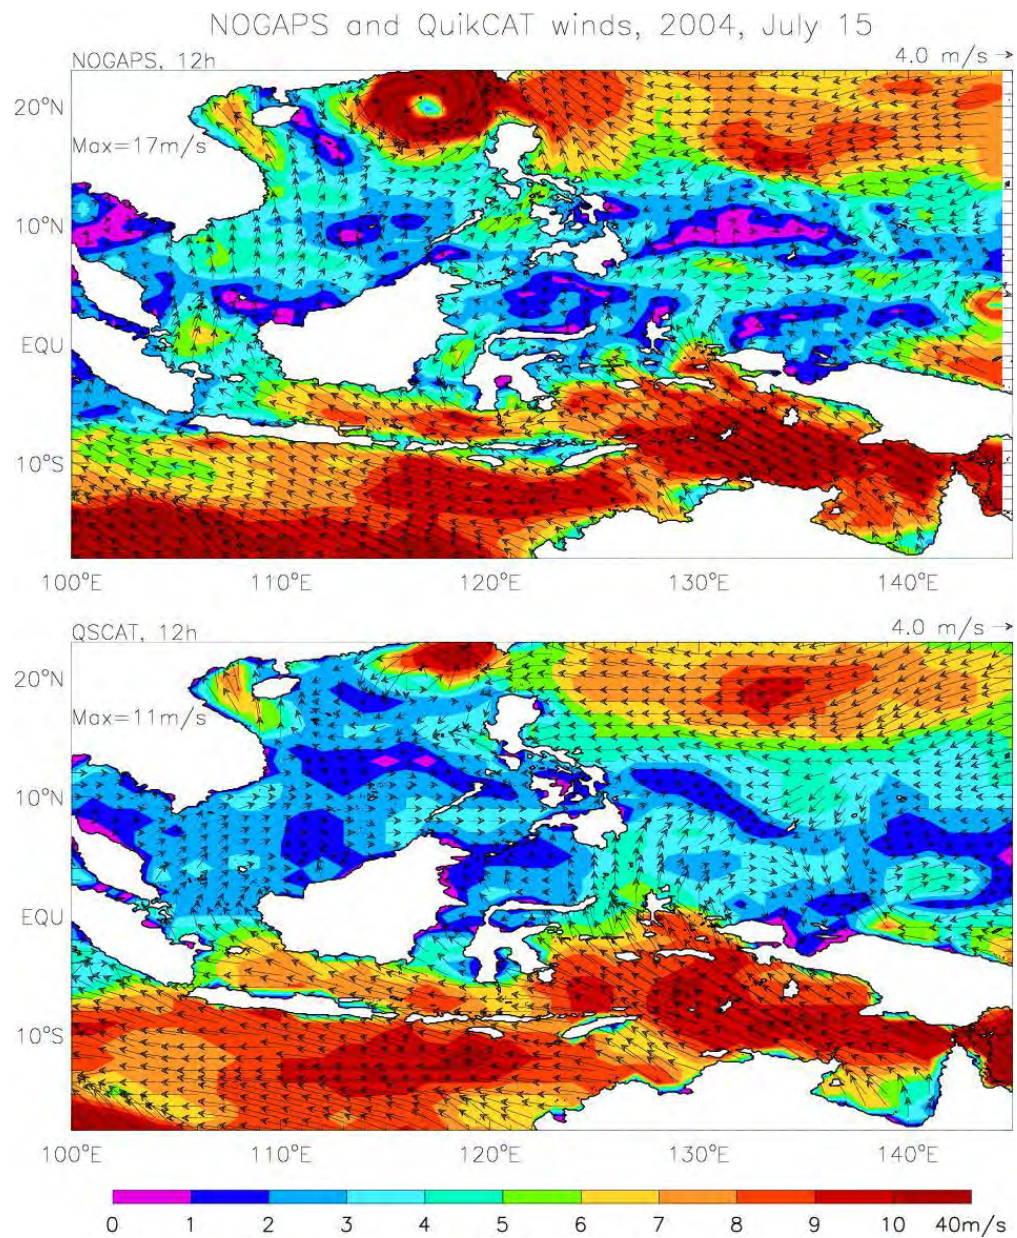 NOGAPS and QuikCAT winds, 2004, July 15
NOGAPS, 12h 4.0 m/s
20°N
Max=17m/s
10°N
EQU
10°S
100°E 110°E 120°E 130°E 140°E
QSCAT, 12h 4.0 m/s
20°N
Max=11m/s
10°N
EQU
10°S
100°E 110°E 120°E 130°E 140°E
0 1 2 3 4 5 6 7 8 9 10 40m/s